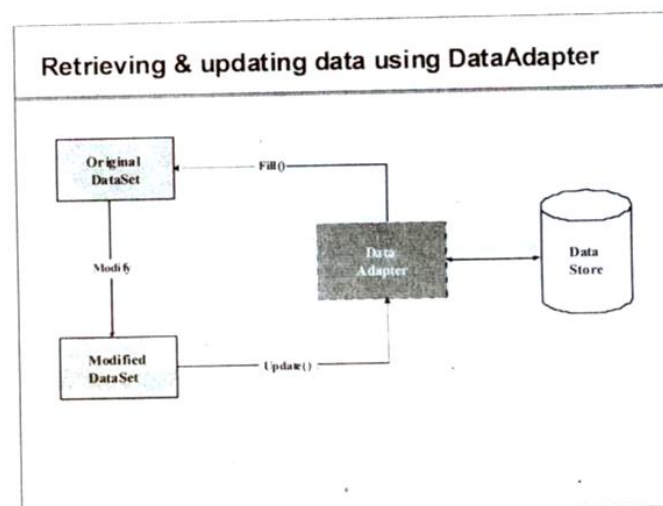 Retrieving & updating data using DataAdapter
Original
DataSet
Fill()
Data
Adapter
Data
Store
Modify
Modified
DataSet
Update()